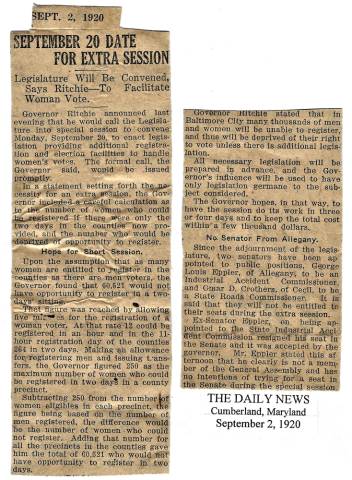 SEPT. 2, 1920
SEPTEMBER 20 DATE
FOR EXTRA SESSION
Legislature Will Be Convened,
Says Ritchie—To Facilitate
Woman Vote.
Governor Ritchie announced last
evening that he would call the Legisla-
ture into special session to convene
Monday, September 20, to enact legis-
lation providing additional registra-
tion and election facilities to handle
women's votes. The formal call, the
Governor said, would be issued
promptly.
In a statement setting forth the ne-
cessity for an extra session, the Gov-
ernor included a careful calculation as
to the number of women who could
be registered if there were only the
two days in the counties now pro-
vided, and the number who would be
deprived of opportunity to register.
Hope for Short Session.
Upon the assumption that as many
women are entitled to register in the
counties as there are men voters, the
Governor found that 60,521 would not
have opportunity to register in two
days sitting.
That figure was reached by allowing
five minutes for the registration of a
woman voter. At that rate 12 could be
registered in an hour and in the 11-
hour registration day of the counties
264 in two days. Making an allowance
for registering men and issuing trans-
fers, the Governor figured 250 as the
maximum number of women who could
be registered in two days in a county
precinct.
Subtracting 250 from the number of
women eligibles in each precinct, the
figure being based on the number of
men registered, the difference would
be the number of women who could
not register. Adding that number for
all the precincts in the counties gave
him the total of 60,521 who would not
have opportunity to register in two
days.
Governor Ritchie stated that in
Baltimore City many thousands of men
and women will be unable to register,
and thus will be deprived of their right
to vote unless there is additional legis-
lation.
All necessary legislation will be
prepared in advance, and the Gov-
ernor's influence will be used to have
only legislation germane to the sub-
ject considered.
The Governor hopes, in that way, to
have the session do its work in three
or four days and to keep the total cost
within a few thousand dollars.
No Senator From Allegany.
Since the adjournment of the legis-
lature, two senators have been ap-
pointed to public positions, George
Louis Eppler, of Allegany, to be an
Industrial Accident Commissioner,
and Omar D. Crothers, of Cecil, to be
a State Roads Commissioner. It is
said that they will not be entitled to
their seats during the extra session.
Ex-Senator Eppler, on being ap-
pointed to the State Industrial Acci-
dent Commission resigned his seat in
the Senate and it was accepted by the
governor. Mr. Eppler stated this af-
ternoon that he clearly is not a mem-
ber of the General Assembly and has
no intentions of trying for a seat in
the Senate during the special session.
THE DAILY NEWS
Cumberland, Maryland
September 2, 1920